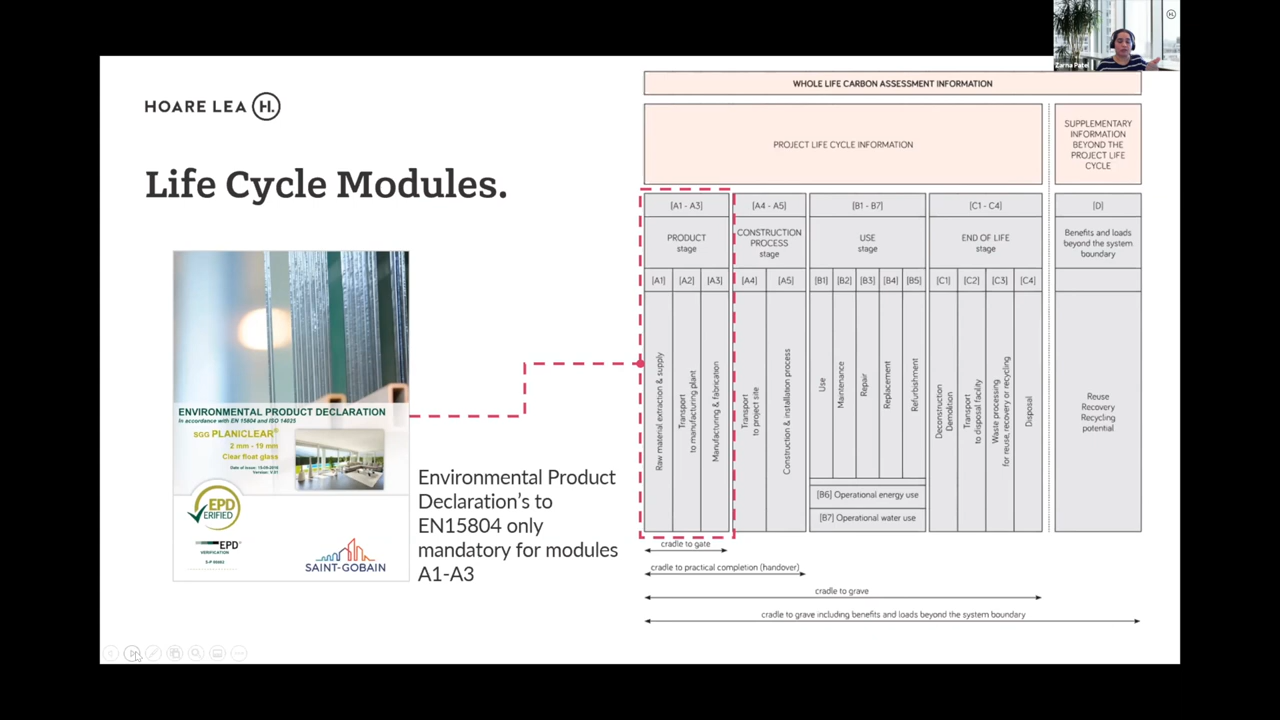 Zarna Patel
HOARE LEA H.
Life Cycle Modules.
ENVIRONMENTAL PRODUCT DECLARATION
In accordance with EN 15804 and ISO 14025
SGG PLANICLEAR®
2 mm - 19 mm
Clear float glass
Date of issue: 15-09-2016
Version: V.01
EPD
VERIFIED
EPD®
VERIFICATION
SAINT-GOBAIN
Environmental Product
Declaration's to
EN15804 only
mandatory for modules
A1-A3
WHOLE LIFE CARBON ASSESSMENT INFORMATION
PROJECT LIFE CYCLE INFORMATION
SUPPLEMENTARY
INFORMATION
BEYOND THE
PROJECT LIFE
CYCLE
[A1 - A3]
[A4 - A5]
[B1 - B7]
[C1 - C4]
[D]
PRODUCT
stage
CONSTRUCTION
PROCESS
stage
USE
stage
END OF LIFE
stage
Benefits and loads
beyond the system
boundary
[A1]
[A2]
[A3]
[A4]
[A5]
[B1]
[B2]
[B3]
[B4]
[B5]
[C1]
[C2]
[C3]
[C4]
Raw material extraction & supply
Transport
to manufacturing plant
Manufacturing & fabrication
Transport
to project site
Construction & installation process
Use
Maintenance
Repair
Replacement
Refurbishment
Deconstruction
Demolition
Transport
to disposal facility
Waste processing
for reuse, recovery or recycling
Disposal
Reuse
Recovery
Recycling
potential
[B6] Operational energy use
[B7] Operational water use
cradle to gate
cradle to practical completion (handover)
cradle to grave
cradle to grave including benefits and loads beyond the system boundary